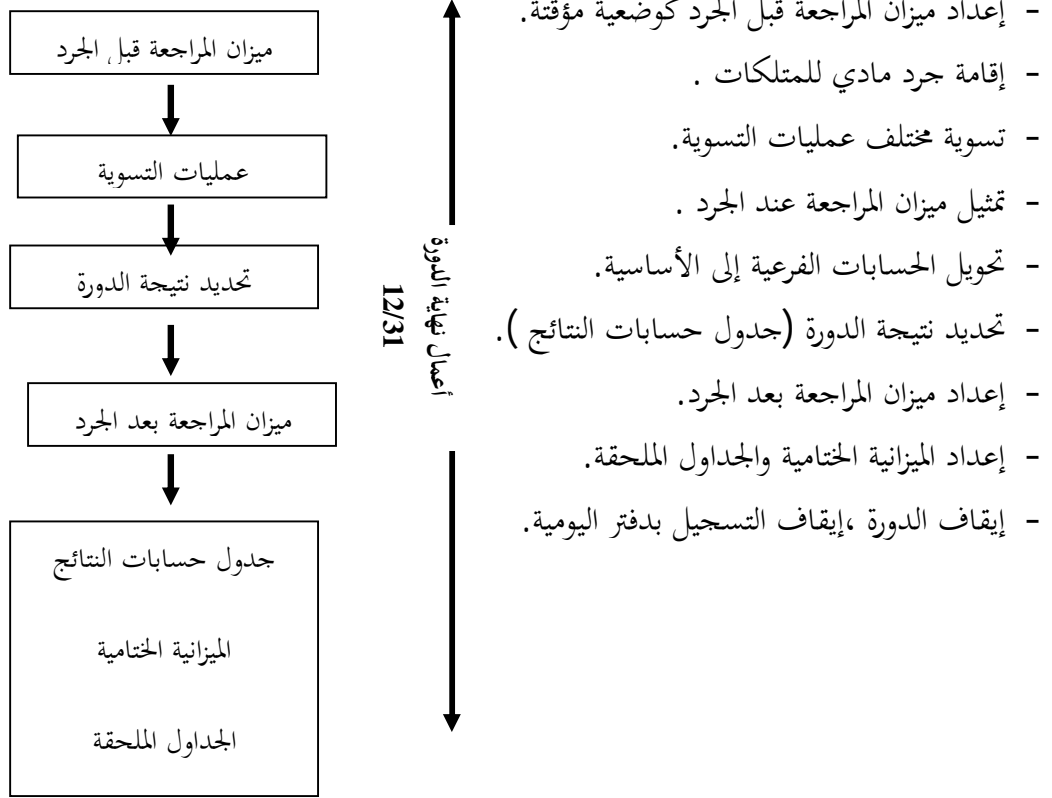 - إعداد ميزان المراجعة قبل الجرد كوضعية مؤقتة.
- إقامة جرد مادي للمتلكات .
- تسوية مختلف عمليات التسوية.
- تمثيل ميزان المراجعة عند الجرد .
- تحويل الحسابات الفرعية إلى الأساسية.
- تحديد نتيجة الدورة (جدول حسابات النتائج ).
- إعداد ميزان المراجعة بعد الجرد.
- إعداد الميزانية الختامية والجداول الملحقة.
- إيقاف الدورة ،إيقاف التسجيل بدفتر اليومية.
أعمال نهاية الدورة
12/31
ميزان المراجعة قبل الجرد
عمليات التسوية
تحديد نتيجة الدورة
ميزان المراجعة بعد الجرد
جدول حسابات النتائج
الميزانية الختامية
الجداول الملحقة